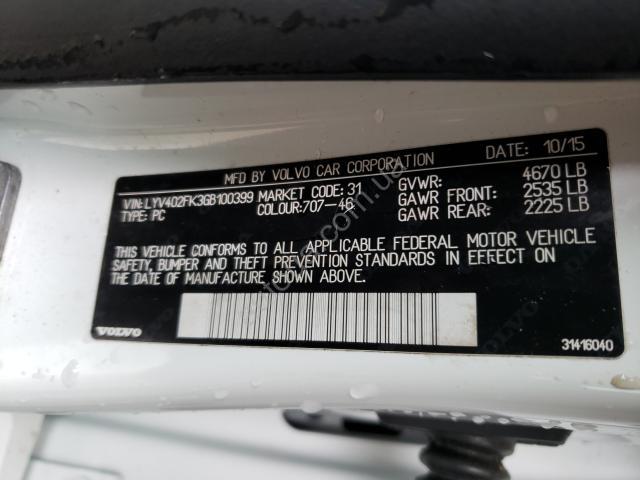 MFD BY VOLVO CAR CORPORATION DATE: 10/15
VIN: LYV402FK3GB100399 MARKET CODE: 31 GVWR: 4670 LB
TYPE: PC COLOUR: 707-46 GAWR FRONT: 2535 LB
GAWR REAR: 2225 LB
THIS VEHICLE CONFORMS TO ALL APPLICABLE FEDERAL MOTOR VEHICLE
SAFETY, BUMPER AND THEFT PREVENTION STANDARDS IN EFFECT ON
THE DATE OF MANUFACTURE SHOWN ABOVE.
VOLVO 31416040